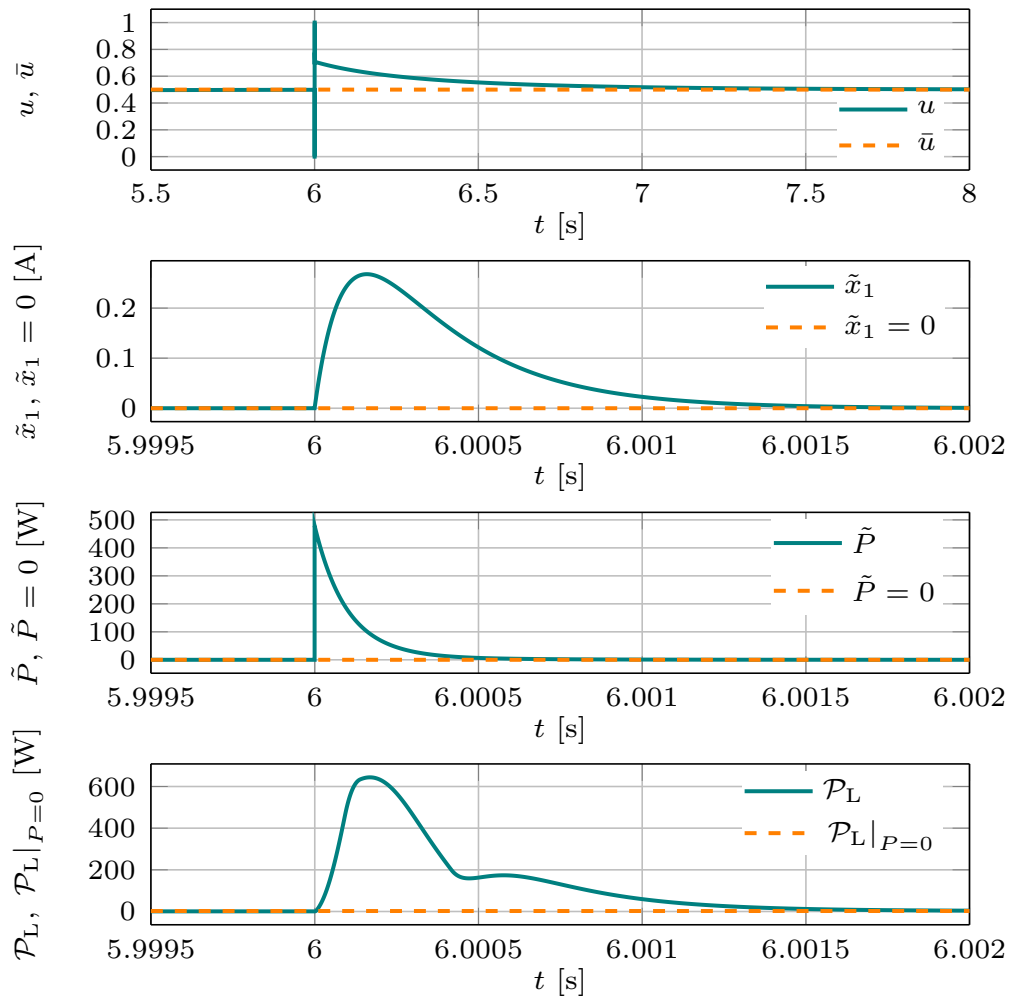 u, ū
1
0.8
0.6
0.4
0.2
0
u
ū
5.5 6 6.5 7 7.5 8
t [s]
x̃₁, x̃₁ = 0 [A]
0.2
0.1
0
x̃₁
x̃₁ = 0
5.9995 6 6.0005 6.001 6.0015 6.002
t [s]
P̃, P̃ = 0 [W]
500
400
300
200
100
0
P̃
P̃ = 0
5.9995 6 6.0005 6.001 6.0015 6.002
t [s]
𝒫_L, 𝒫_L|_{P=0} [W]
600
400
200
0
𝒫_L
𝒫_L|_{P=0}
5.9995 6 6.0005 6.001 6.0015 6.002
t [s]